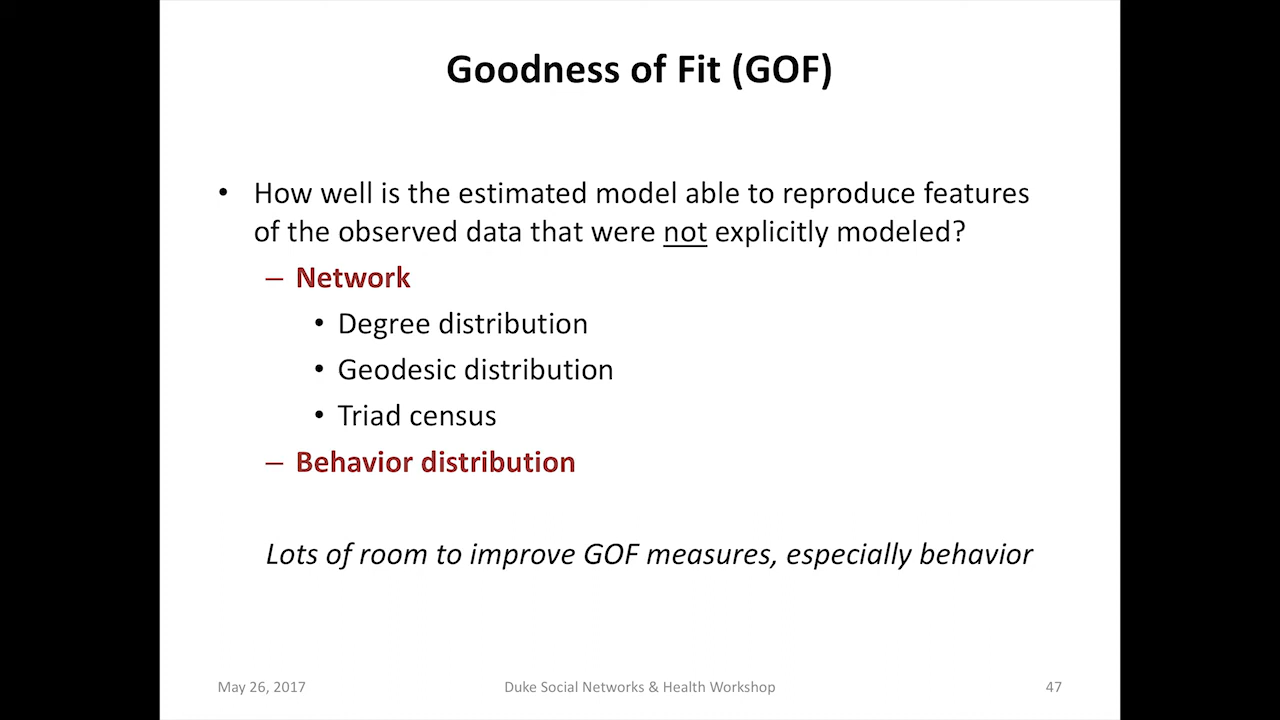 Goodness of Fit (GOF)
• How well is the estimated model able to reproduce features
of the observed data that were not explicitly modeled?
– Network
• Degree distribution
• Geodesic distribution
• Triad census
– Behavior distribution
Lots of room to improve GOF measures, especially behavior
May 26, 2017 Duke Social Networks & Health Workshop 47